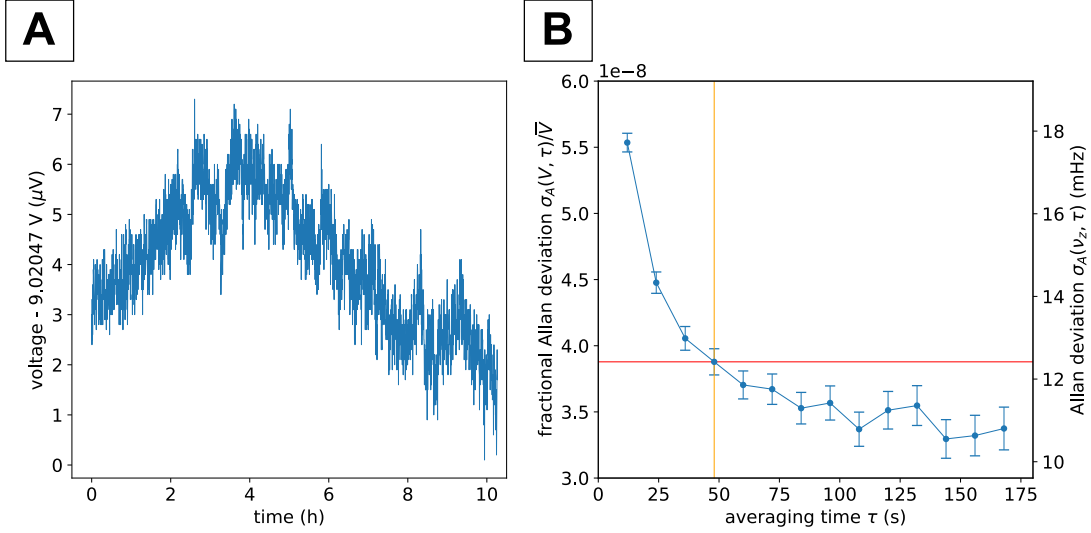 A
voltage - 9.02047 V (μV)
7
6
5
4
3
2
1
0
0 2 4 6 8 10
time (h)
B
1e−8
fractional Allan deviation σ_A(V, τ)/V̅
6.0
5.5
5.0
4.5
4.0
3.5
3.0
0 25 50 75 100 125 150 175
averaging time τ (s)
18
16
14
12
10
Allan deviation σ_A(ν_z, τ) (mHz)